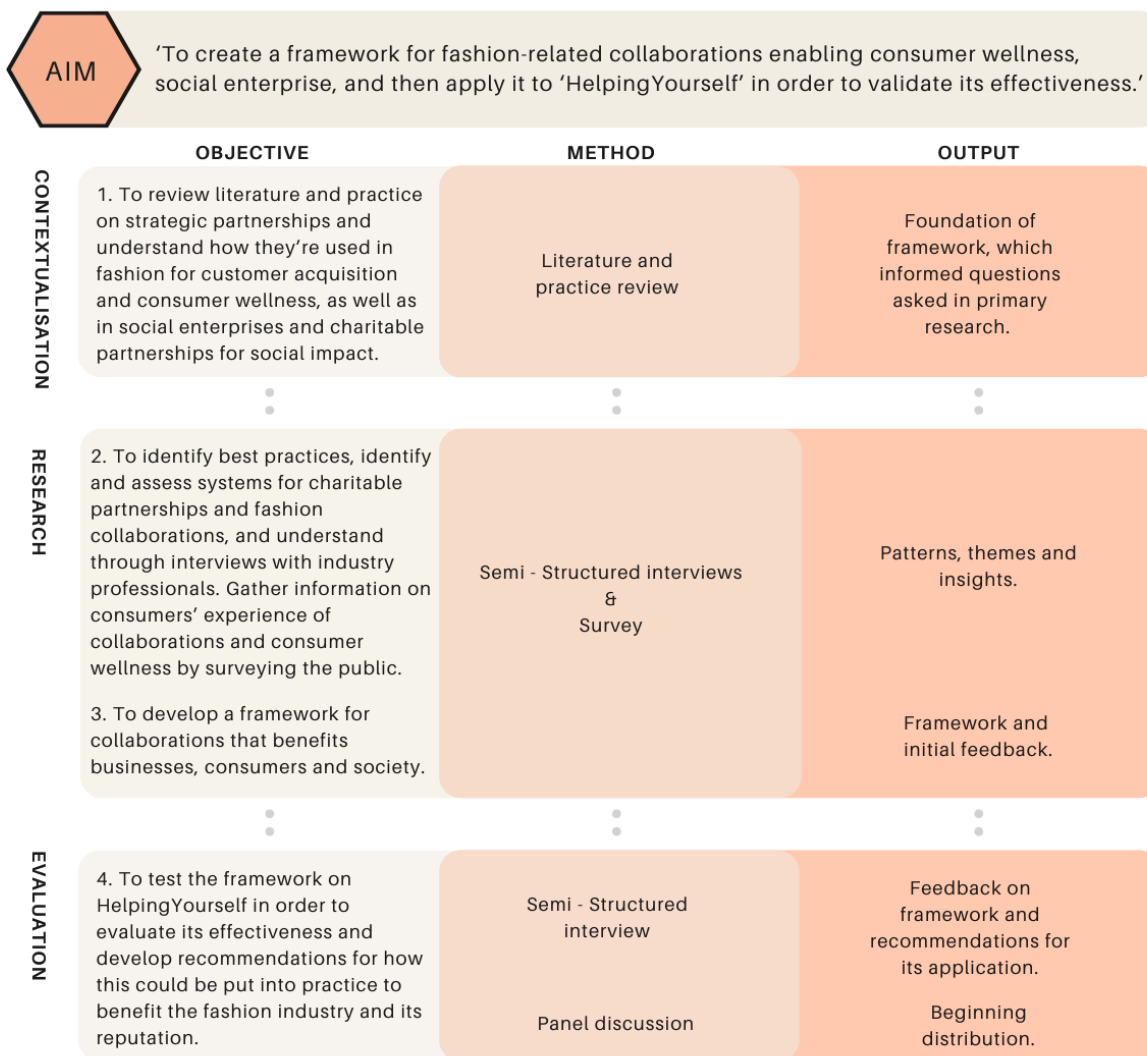 AIM
‘To create a framework for fashion-related collaborations enabling consumer wellness,
social enterprise, and then apply it to ‘HelpingYourself’ in order to validate its effectiveness.’
OBJECTIVE
METHOD
OUTPUT
CONTEXTUALISATION
1. To review literature and practice
on strategic partnerships and
understand how they’re used in
fashion for customer acquisition
and consumer wellness, as well as
in social enterprises and charitable
partnerships for social impact.
Literature and
practice review
Foundation of
framework, which
informed questions
asked in primary
research.
RESEARCH
2. To identify best practices, identify
and assess systems for charitable
partnerships and fashion
collaborations, and understand
through interviews with industry
professionals. Gather information on
consumers’ experience of
collaborations and consumer
wellness by surveying the public.
3. To develop a framework for
collaborations that benefits
businesses, consumers and society.
Semi - Structured interviews
&
Survey
Patterns, themes and
insights.
Framework and
initial feedback.
EVALUATION
4. To test the framework on
HelpingYourself in order to
evaluate its effectiveness and
develop recommendations for how
this could be put into practice to
benefit the fashion industry and its
reputation.
Semi - Structured
interview
Panel discussion
Feedback on
framework and
recommendations for
its application.
Beginning
distribution.